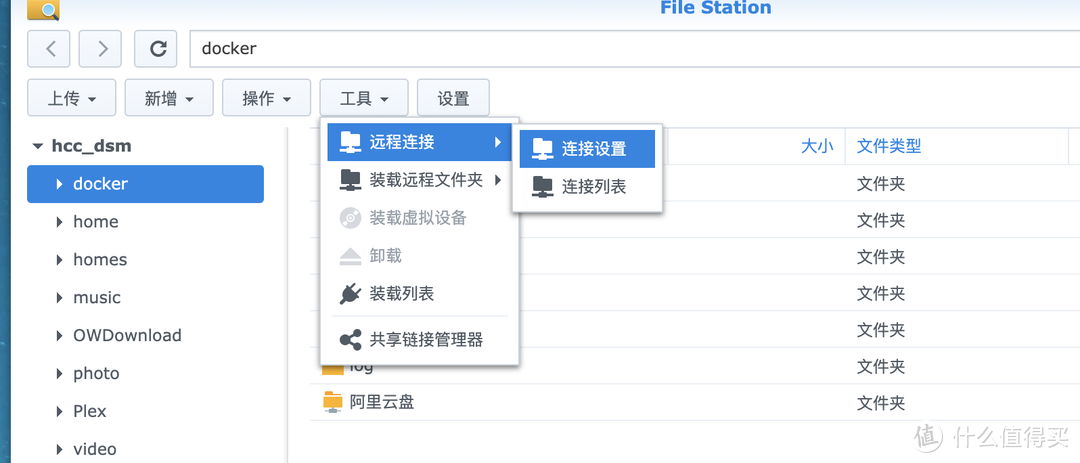 File Station
docker
上传 新增 操作 工具 设置
hcc_dsm
docker
home
homes
music
OWDownload
photo
Plex
video
远程连接
装载远程文件夹
装载虚拟设备
卸载
装载列表
共享链接管理器
连接设置
连接列表
大小 文件类型
文件夹
文件夹
文件夹
文件夹
文件夹
log 文件夹
阿里云盘 文件夹
值 什么值得买